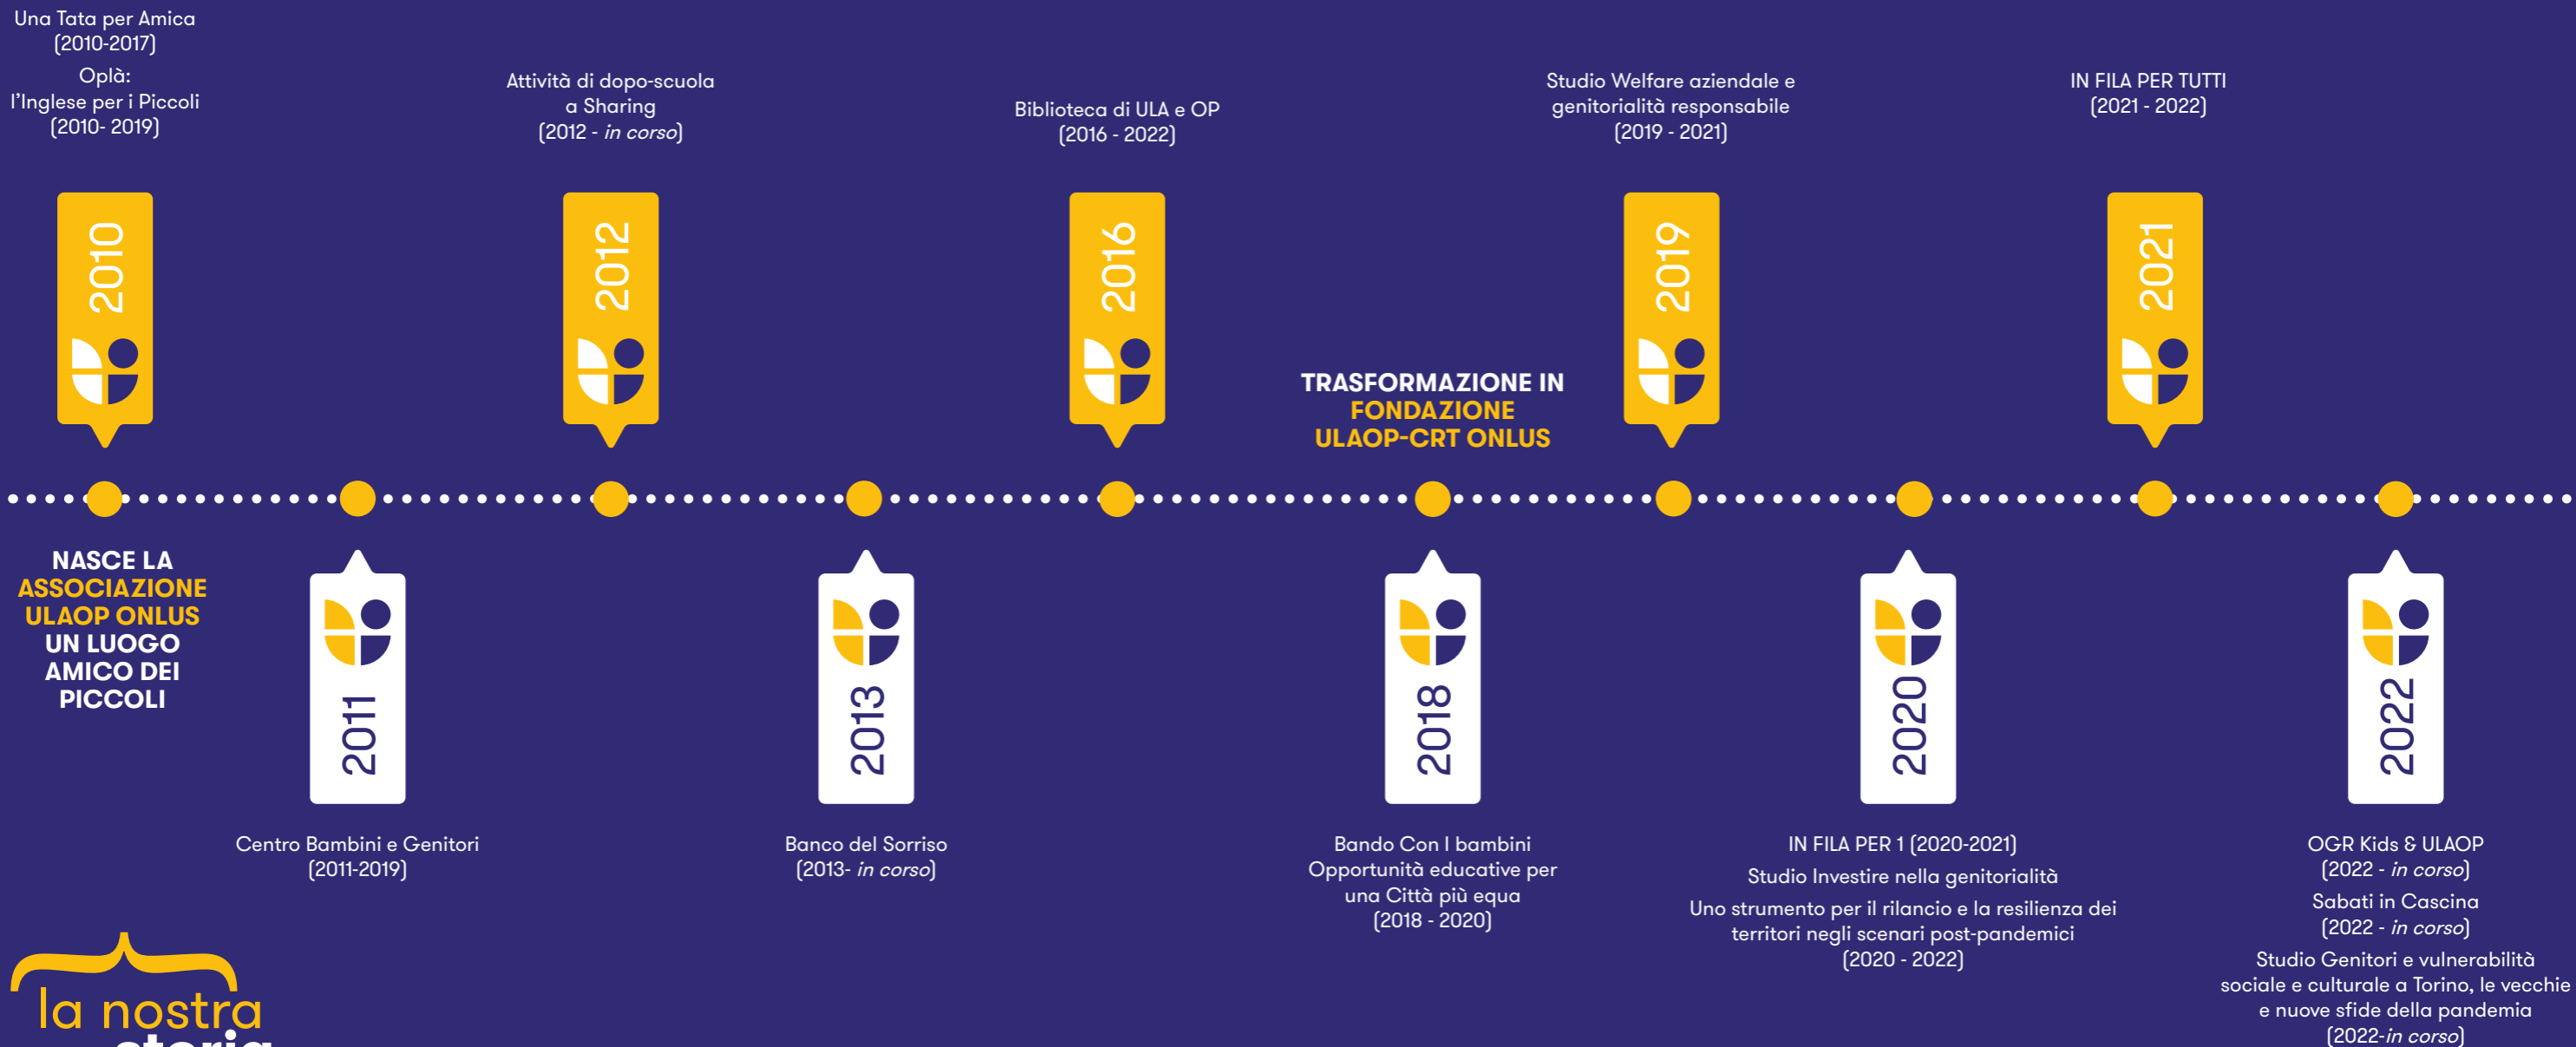 Una Tata per Amica
(2010-2017)
Oplà:
l'Inglese per i Piccoli
(2010- 2019)
2010
NASCE LA
ASSOCIAZIONE
ULAOP ONLUS
UN LUOGO
AMICO DEI
PICCOLI
2011
Centro Bambini e Genitori
(2011-2019)
Attività di dopo-scuola
a Sharing
(2012 - in corso)
2012
2013
Banco del Sorriso
(2013- in corso)
Biblioteca di ULA e OP
(2016 - 2022)
2016
TRASFORMAZIONE IN
FONDAZIONE
ULAOP-CRT ONLUS
2018
Bando Con I bambini
Opportunità educative per
una Città più equa
(2018 - 2020)
Studio Welfare aziendale e
genitorialità responsabile
(2019 - 2021)
2019
2020
IN FILA PER 1 (2020-2021)
Studio Investire nella genitorialità
Uno strumento per il rilancio e la resilienza dei
territori negli scenari post-pandemici
(2020 - 2022)
IN FILA PER TUTTI
(2021 - 2022)
2021
2022
OGR Kids & ULAOP
(2022 - in corso)
Sabati in Cascina
(2022 - in corso)
Studio Genitori e vulnerabilità
sociale e culturale a Torino, le vecchie
e nuove sfide della pandemia
(2022-in corso)
la nostra
storia